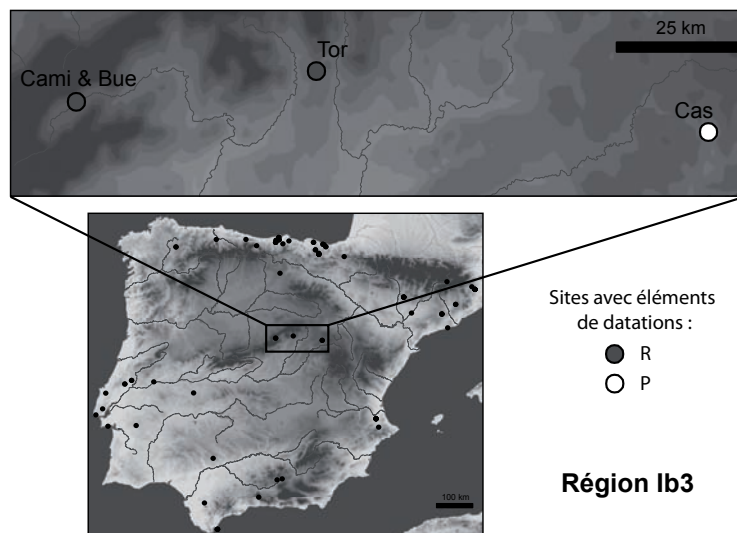 25 km
Tor
Cami & Bue
Cas
Sites avec éléments
de datations :
R
P
Région Ib3
100 km